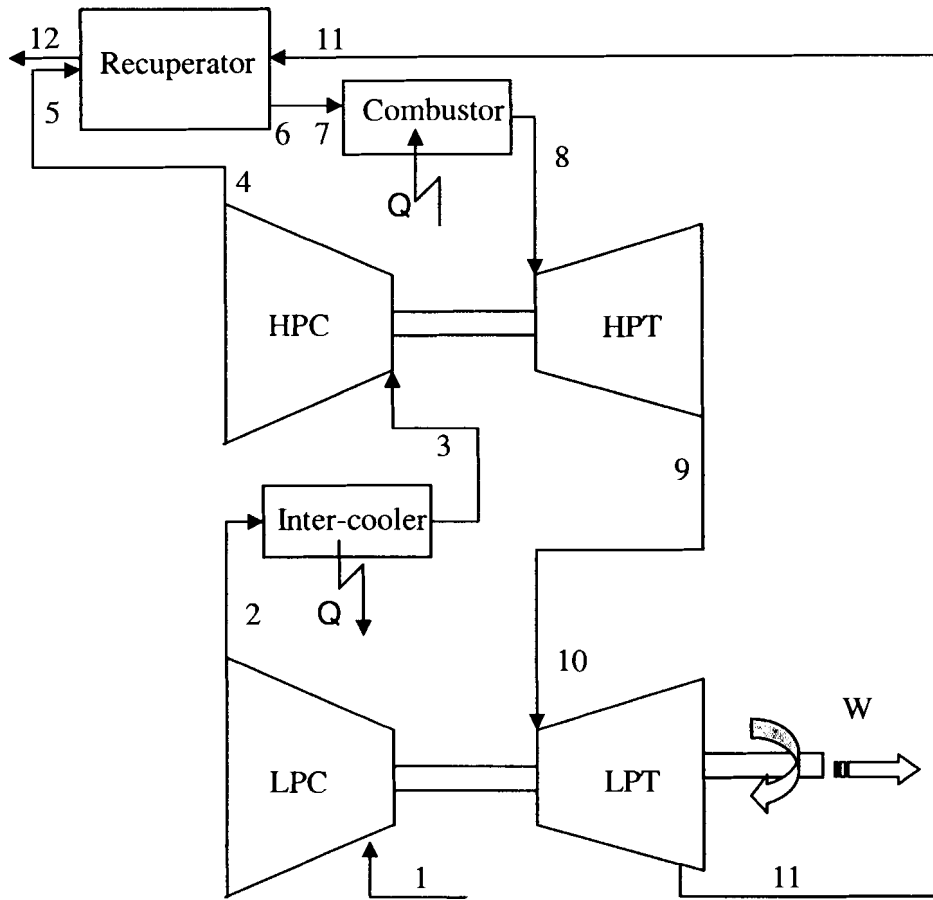 12
11
Recuperator
5
6
7
Combustor
8
4
Q
HPC
HPT
3
9
Inter-cooler
2
Q
10
W
LPC
LPT
1
11